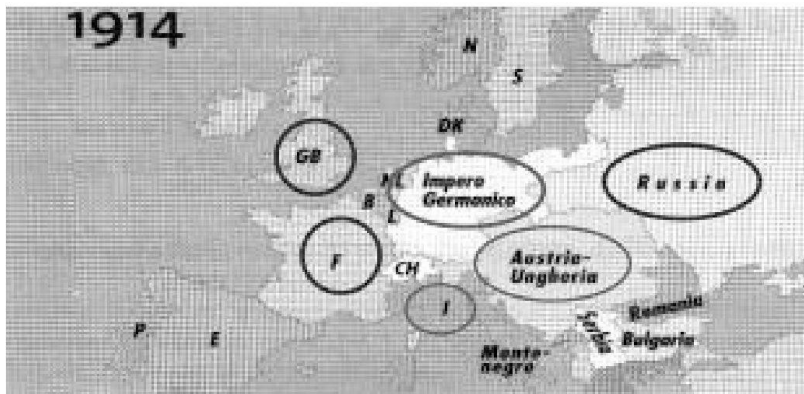 1914
N
S
DK
GB
NL
Impero
Germanico
Russia
B
L
F
CH
Austria-
Ungheria
I
Romania
Serbia
Bulgaria
P
E
Monte-
negro